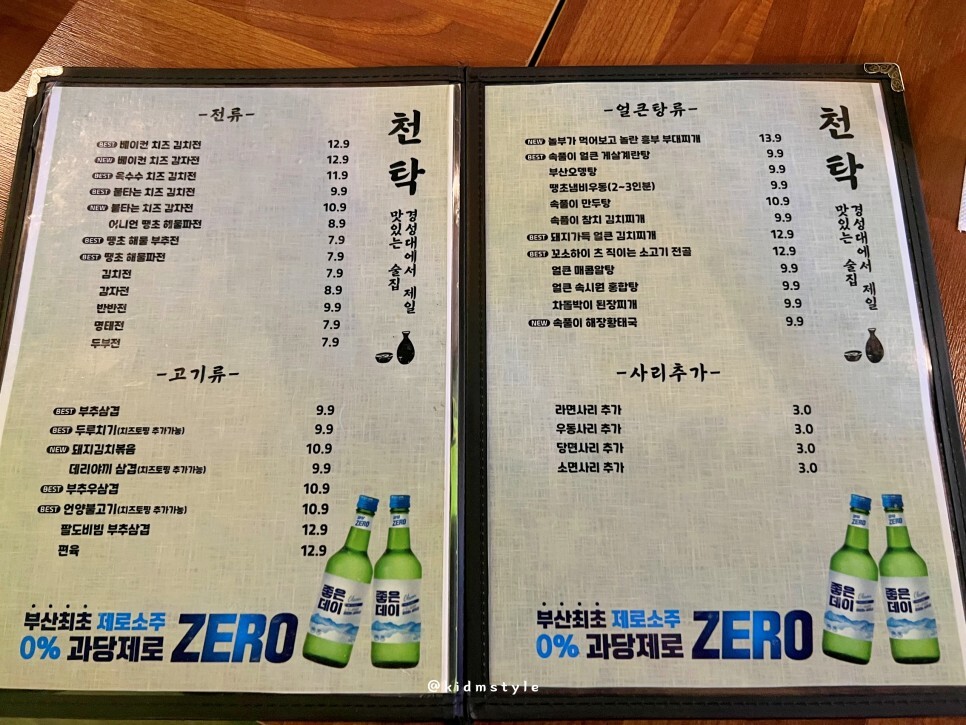 -전류-
BEST 베이컨 치즈 김치전 12.9
NEW 베이컨 치즈 감자전 12.9
BEST 옥수수 치즈 김치전 11.9
BEST 불타는 치즈 김치전 9.9
NEW 불타는 치즈 감자전 10.9
어니언 땡초 해물파전 8.9
BEST 땡초 해물 부추전 7.9
BEST 땡초 해물파전 7.9
김치전 7.9
감자전 8.9
반반전 9.9
명태전 7.9
두부전 7.9
천탁
경성대에서 제일
맛있는 술집
-고기류-
BEST 부추삼겹 9.9
BEST 두루치기(치즈토핑 추가가능) 9.9
NEW 돼지김치볶음 10.9
데리야끼 삼겹(치즈토핑 추가가능) 9.9
BEST 부추우삼겹 10.9
BEST 언양불고기(치즈토핑 추가가능) 10.9
팔도비빔 부추삼겹 12.9
편육 12.9
부산최초 제로소주
0% 과당제로 ZERO
ZERO
좋은
데이
좋은
데이
-얼큰탕류-
NEW 놀부가 먹어보고 놀란 흥부 부대찌개 13.9
BEST 속풀이 얼큰 게살계란탕 9.9
부산오뎅탕 9.9
땡초냄비우동(2~3인분) 9.9
속풀이 만두탕 10.9
속풀이 참치 김치찌개 9.9
BEST 돼지가득 얼큰 김치찌개 12.9
BEST 꼬소하이 츠 직이는 소고기 전골 12.9
얼큰 매콤알탕 9.9
얼큰 속시원 홍합탕 9.9
차돌박이 된장찌개 9.9
NEW 속풀이 해장황태국 9.9
천탁
경성대에서 제일
맛있는 술집
-사리추가-
라면사리 추가 3.0
우동사리 추가 3.0
당면사리 추가 3.0
소면사리 추가 3.0
부산최초 제로소주
0% 과당제로 ZERO
ZERO
좋은
데이
좋은
데이
@kidmstyle